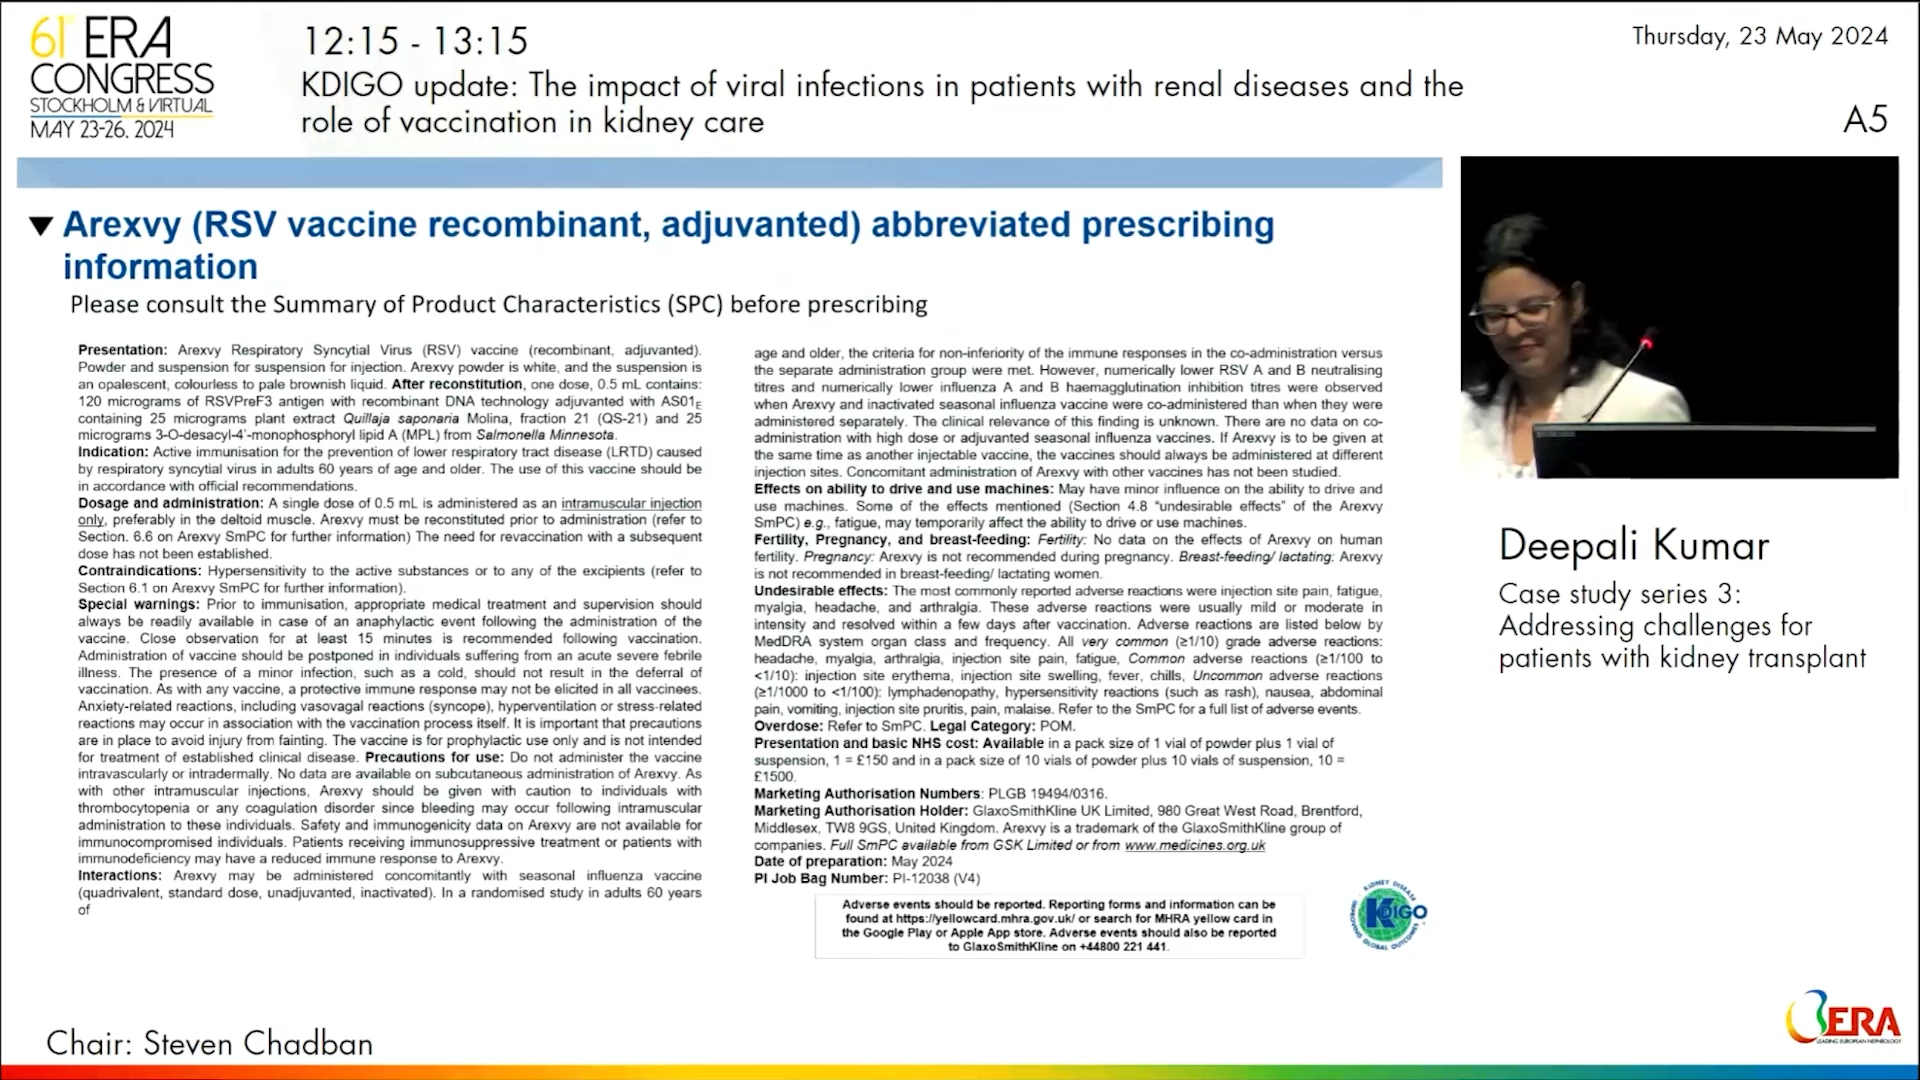 61st ERA
CONGRESS
STOCKHOLM & VIRTUAL
MAY 23-26, 2024
12:15 - 13:15
KDIGO update: The impact of viral infections in patients with renal diseases and the
role of vaccination in kidney care
Thursday, 23 May 2024
A5
Arexvy (RSV vaccine recombinant, adjuvanted) abbreviated prescribing
information
Please consult the Summary of Product Characteristics (SPC) before prescribing
Presentation: Arexvy Respiratory Syncytial Virus (RSV) vaccine (recombinant, adjuvanted).
Powder and suspension for suspension for injection. Arexvy powder is white, and the suspension is
an opalescent, colourless to pale brownish liquid. After reconstitution, one dose, 0.5 mL contains:
120 micrograms of RSVPreF3 antigen with recombinant DNA technology adjuvanted with AS01E
containing 25 micrograms plant extract Quillaja saponaria Molina, fraction 21 (QS-21) and 25
micrograms 3-O-desacyl-4'-monophosphoryl lipid A (MPL) from Salmonella Minnesota.
Indication: Active immunisation for the prevention of lower respiratory tract disease (LRTD) caused
by respiratory syncytial virus in adults 60 years of age and older. The use of this vaccine should be
in accordance with official recommendations.
Dosage and administration: A single dose of 0.5 mL is administered as an intramuscular injection
only, preferably in the deltoid muscle. Arexvy must be reconstituted prior to administration (refer to
Section. 6.6 on Arexvy SmPC for further information) The need for revaccination with a subsequent
dose has not been established.
Contraindications: Hypersensitivity to the active substances or to any of the excipients (refer to
Section 6.1 on Arexvy SmPC for further information).
Special warnings: Prior to immunisation, appropriate medical treatment and supervision should
always be readily available in case of an anaphylactic event following the administration of the
vaccine. Close observation for at least 15 minutes is recommended following vaccination.
Administration of vaccine should be postponed in individuals suffering from an acute severe febrile
illness. The presence of a minor infection, such as a cold, should not result in the deferral of
vaccination. As with any vaccine, a protective immune response may not be elicited in all vaccinees.
Anxiety-related reactions, including vasovagal reactions (syncope), hyperventilation or stress-related
reactions may occur in association with the vaccination process itself. It is important that precautions
are in place to avoid injury from fainting. The vaccine is for prophylactic use only and is not intended
for treatment of established clinical disease. Precautions for use: Do not administer the vaccine
intravascularly or intradermally. No data are available on subcutaneous administration of Arexvy. As
with other intramuscular injections, Arexvy should be given with caution to individuals with
thrombocytopenia or any coagulation disorder since bleeding may occur following intramuscular
administration to these individuals. Safety and immunogenicity data on Arexvy are not available for
immunocompromised individuals. Patients receiving immunosuppressive treatment or patients with
immunodeficiency may have a reduced immune response to Arexvy.
Interactions: Arexvy may be administered concomitantly with seasonal influenza vaccine
(quadrivalent, standard dose, unadjuvanted, inactivated). In a randomised study in adults 60 years
of
age and older, the criteria for non-inferiority of the immune responses in the co-administration versus
the separate administration group were met. However, numerically lower RSV A and B neutralising
titres and numerically lower influenza A and B haemagglutination inhibition titres were observed
when Arexvy and inactivated seasonal influenza vaccine were co-administered than when they were
administered separately. The clinical relevance of this finding is unknown. There are no data on co-
administration with high dose or adjuvanted seasonal influenza vaccines. If Arexvy is to be given at
the same time as another injectable vaccine, the vaccines should always be administered at different
injection sites. Concomitant administration of Arexvy with other vaccines has not been studied.
Effects on ability to drive and use machines: May have minor influence on the ability to drive and
use machines. Some of the effects mentioned (Section 4.8 “undesirable effects” of the Arexvy
SmPC) e.g., fatigue, may temporarily affect the ability to drive or use machines.
Fertility, Pregnancy, and breast-feeding: Fertility: No data on the effects of Arexvy on human
fertility. Pregnancy: Arexvy is not recommended during pregnancy. Breast-feeding/ lactating: Arexvy
is not recommended in breast-feeding/ lactating women.
Undesirable effects: The most commonly reported adverse reactions were injection site pain, fatigue,
myalgia, headache, and arthralgia. These adverse reactions were usually mild or moderate in
intensity and resolved within a few days after vaccination. Adverse reactions are listed below by
MedDRA system organ class and frequency. All very common (≥1/10) grade adverse reactions:
headache, myalgia, arthralgia, injection site pain, fatigue, Common adverse reactions (≥1/100 to
<1/10): injection site erythema, injection site swelling, fever, chills, Uncommon adverse reactions
(≥1/1000 to <1/100): lymphadenopathy, hypersensitivity reactions (such as rash), nausea, abdominal
pain, vomiting, injection site pruritis, pain, malaise. Refer to the SmPC for a full list of adverse events.
Overdose: Refer to SmPC. Legal Category: POM.
Presentation and basic NHS cost: Available in a pack size of 1 vial of powder plus 1 vial of
suspension, 1 = £150 and in a pack size of 10 vials of powder plus 10 vials of suspension, 10 =
£1500.
Marketing Authorisation Numbers: PLGB 19494/0316.
Marketing Authorisation Holder: GlaxoSmithKline UK Limited, 980 Great West Road, Brentford,
Middlesex, TW8 9GS, United Kingdom. Arexvy is a trademark of the GlaxoSmithKline group of
companies. Full SmPC available from GSK Limited or from www.medicines.org.uk
Date of preparation: May 2024
PI Job Bag Number: PI-12038 (V4)
Adverse events should be reported. Reporting forms and information can be
found at https://yellowcard.mhra.gov.uk/ or search for MHRA yellow card in
the Google Play or Apple App store. Adverse events should also be reported
to GlaxoSmithKline on +44800 221 441.
KIDNEY DISEASE
KDIGO
IMPROVING GLOBAL OUTCOMES
Deepali Kumar
Case study series 3:
Addressing challenges for
patients with kidney transplant
Chair: Steven Chadban
ERA
LEADING EUROPEAN NEPHROLOGY